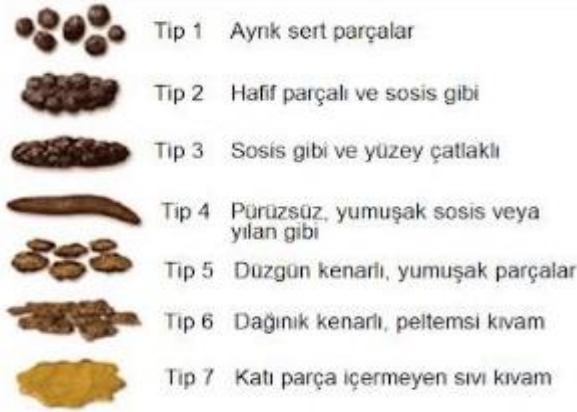 Tip 1 Ayrık sert parçalar
Tip 2 Hafif parçalı ve sosis gibi
Tip 3 Sosis gibi ve yüzey çatlaklı
Tip 4 Pürüzsüz, yumuşak sosis veya
yılan gibi
Tip 5 Düzgün kenarlı, yumuşak parçalar
Tip 6 Dağınık kenarlı, peltemsi kıvam
Tip 7 Katı parça içermeyen sıvı kıvam